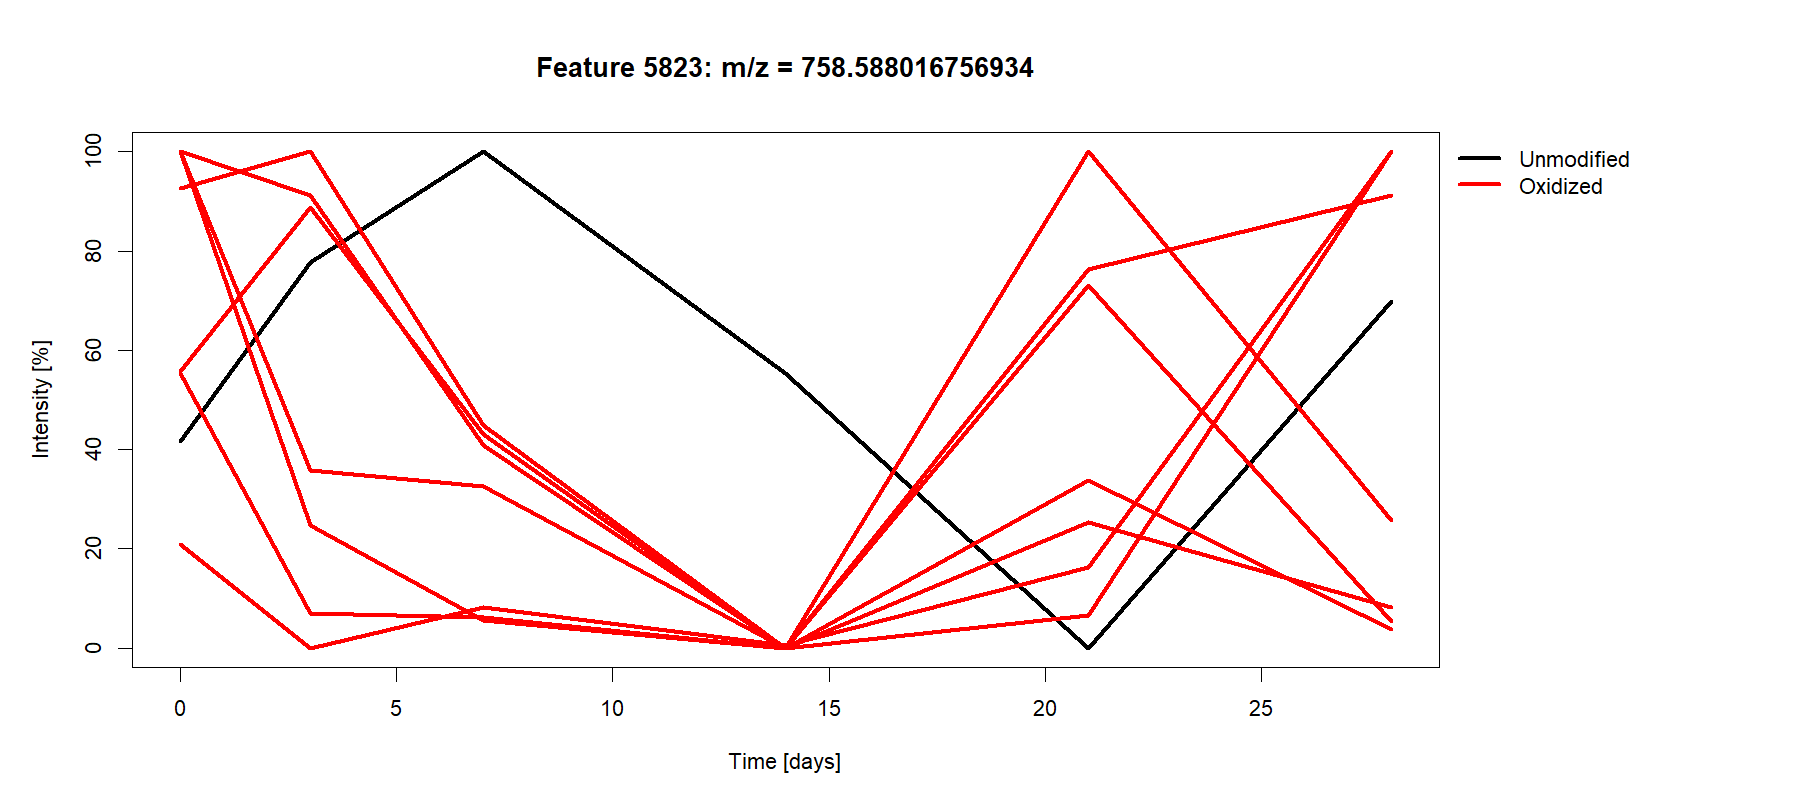 Feature 5823: m/z = 758.588016756934
Unmodified
Oxidized
Intensity [%]
100
80
60
40
20
0
0 5 10 15 20 25
Time [days]